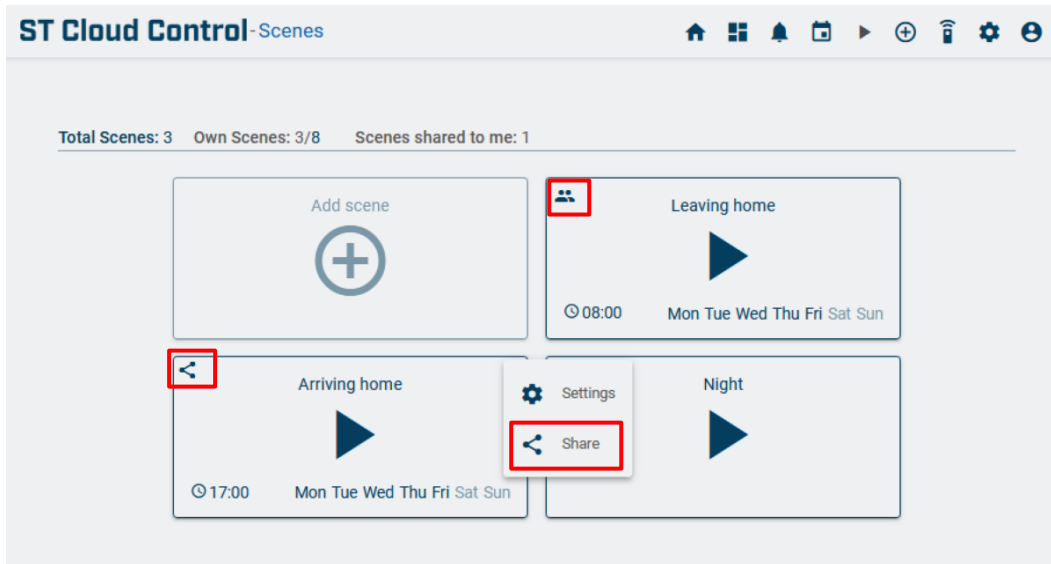 ST Cloud Control - Scenes
Total Scenes: 3 Own Scenes: 3/8 Scenes shared to me: 1
Add scene
Leaving home
08:00 Mon Tue Wed Thu Fri Sat Sun
Arriving home
17:00 Mon Tue Wed Thu Fri Sat Sun
Settings
Share
Night